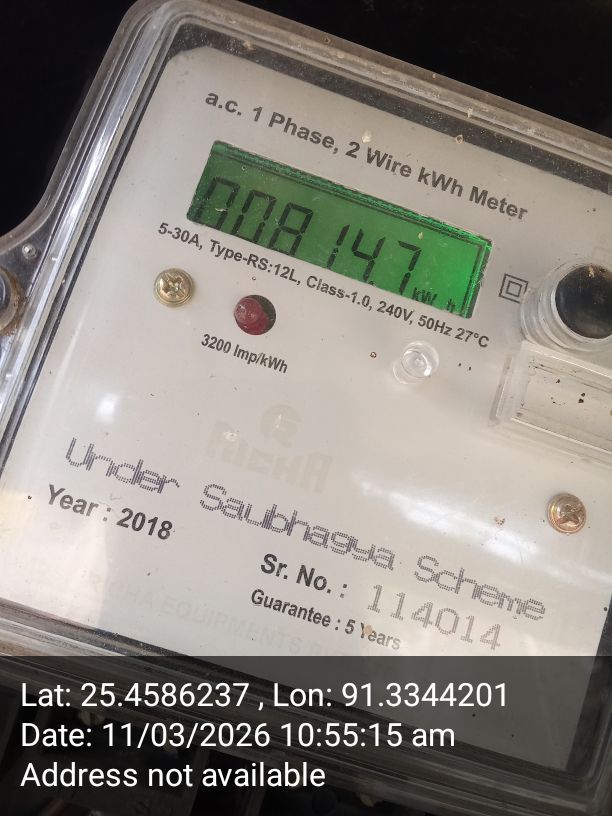 a.c. 1 Phase, 2 Wire kWh Meter
00814.7 kWh
5-30A, Type-RS:12L, Class-1.0, 240V, 50Hz 27°C
3200 Imp/kWh
Under Saubhagya Scheme
Year : 2018
Sr. No. : 114014
Guarantee : 5 Years
Lat: 25.4586237 , Lon: 91.3344201
Date: 11/03/2026 10:55:15 am
Address not available